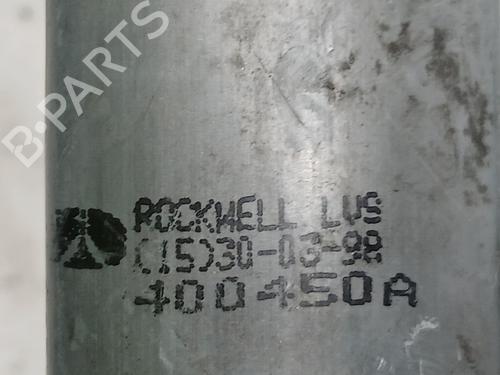 B-PARTS
ROCKWELL LVS
(15)30-03-98
400450A